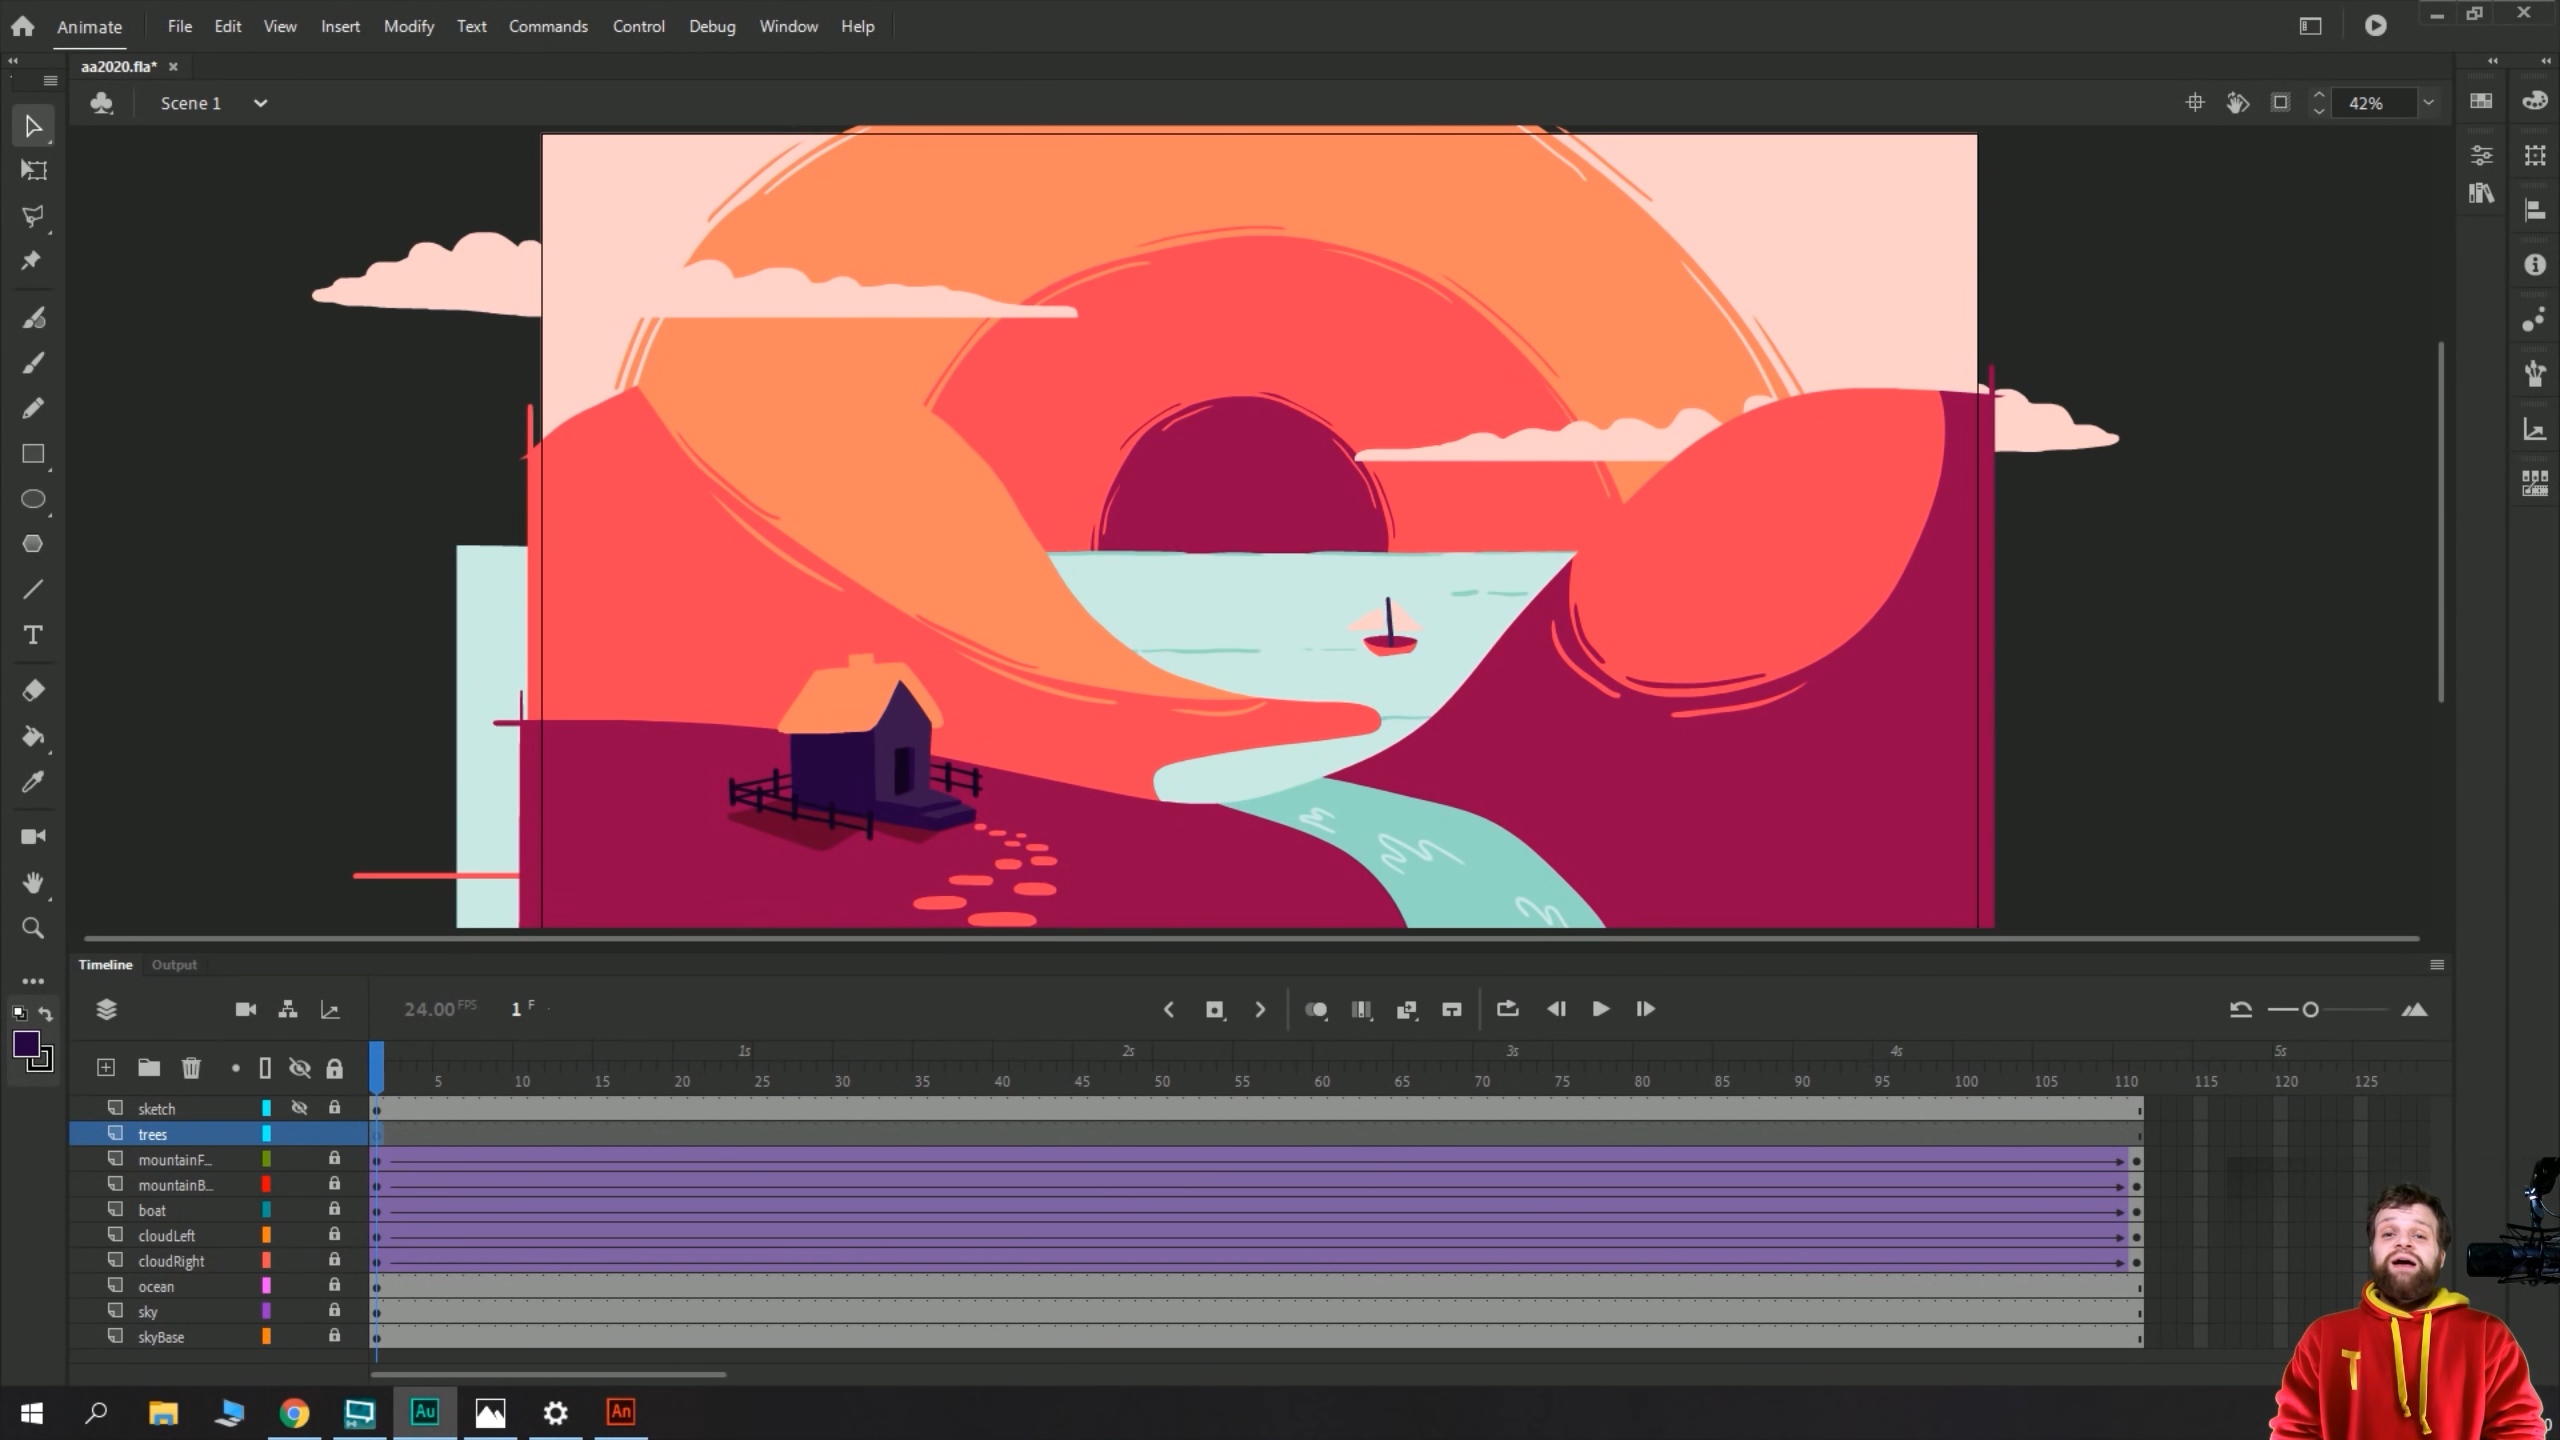 Animate File Edit View Insert Modify Text Commands Control Debug Window Help
aa2020.fla*
Scene 1
42%
Timeline Output
24.00 FPS 1 F
1s 2s 3s 4s 5s
5 10 15 20 25 30 35 40 45 50 55 60 65 70 75 80 85 90 95 100 105 110 115 120 125
sketch
trees
mountainF...
mountainB...
boat
cloudLeft
cloudRight
ocean
sky
skyBase
T
Au An